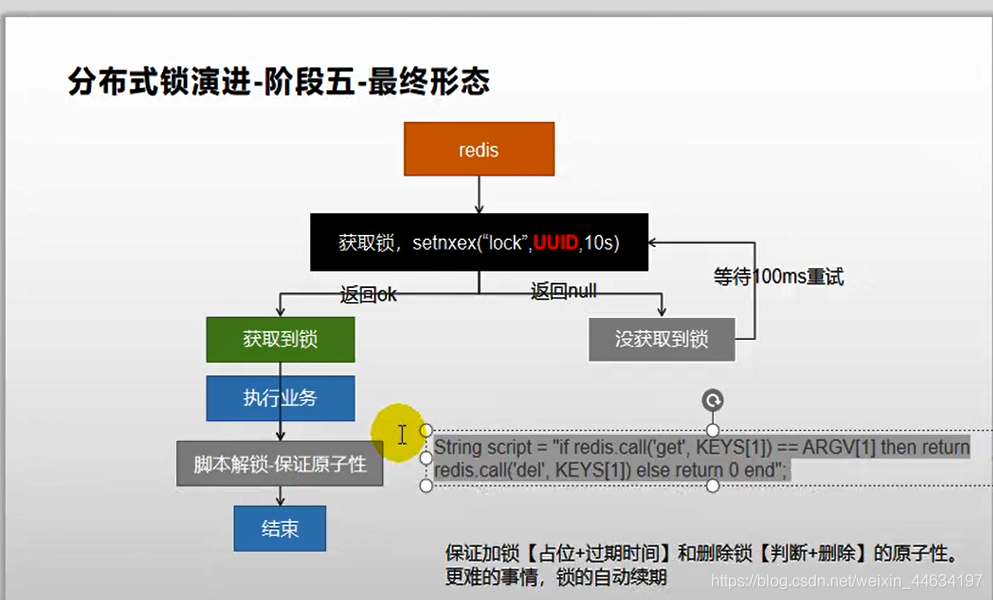 分布式锁演进-阶段五-最终形态
redis
获取锁，setnxex(“lock”,UUID,10s)
等待100ms重试
返回ok
返回null
获取到锁
没获取到锁
执行业务
脚本解锁-保证原子性
String script = "if redis.call('get', KEYS[1]) == ARGV[1] then return
redis.call('del', KEYS[1]) else return 0 end";
结束
保证加锁【占位+过期时间】和删除锁【判断+删除】的原子性。
更难的事情，锁的自动续期
https://blog.csdn.net/weixin_44634197